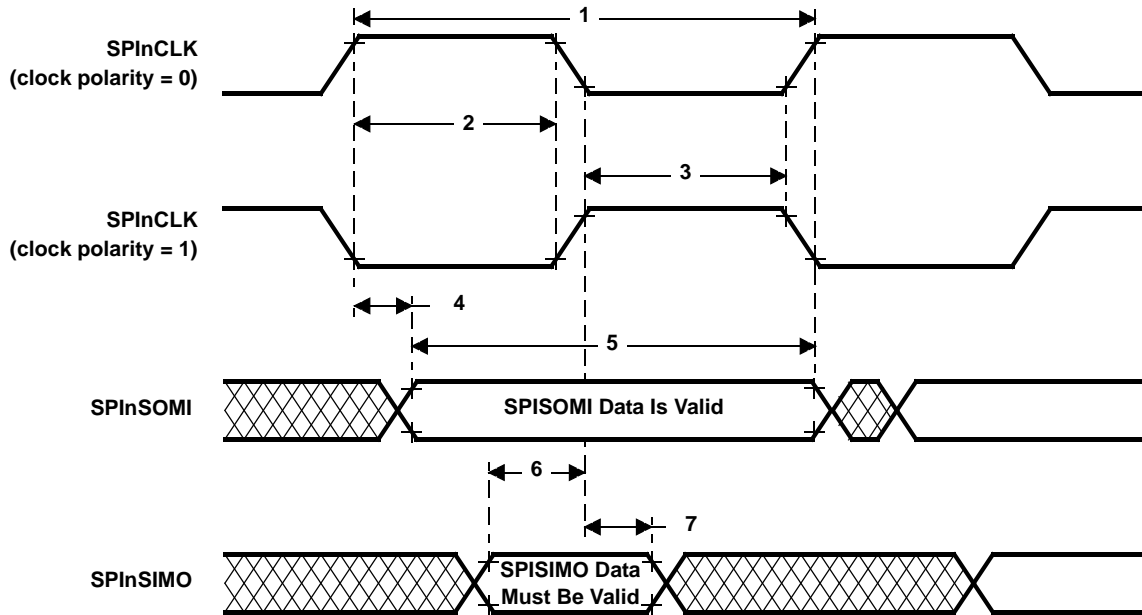 1
SPInCLK
(clock polarity = 0)
2
3
SPInCLK
(clock polarity = 1)
4
5
SPInSOMI
SPISOMI Data Is Valid
6
7
SPInSIMO
SPISIMO Data
Must Be Valid